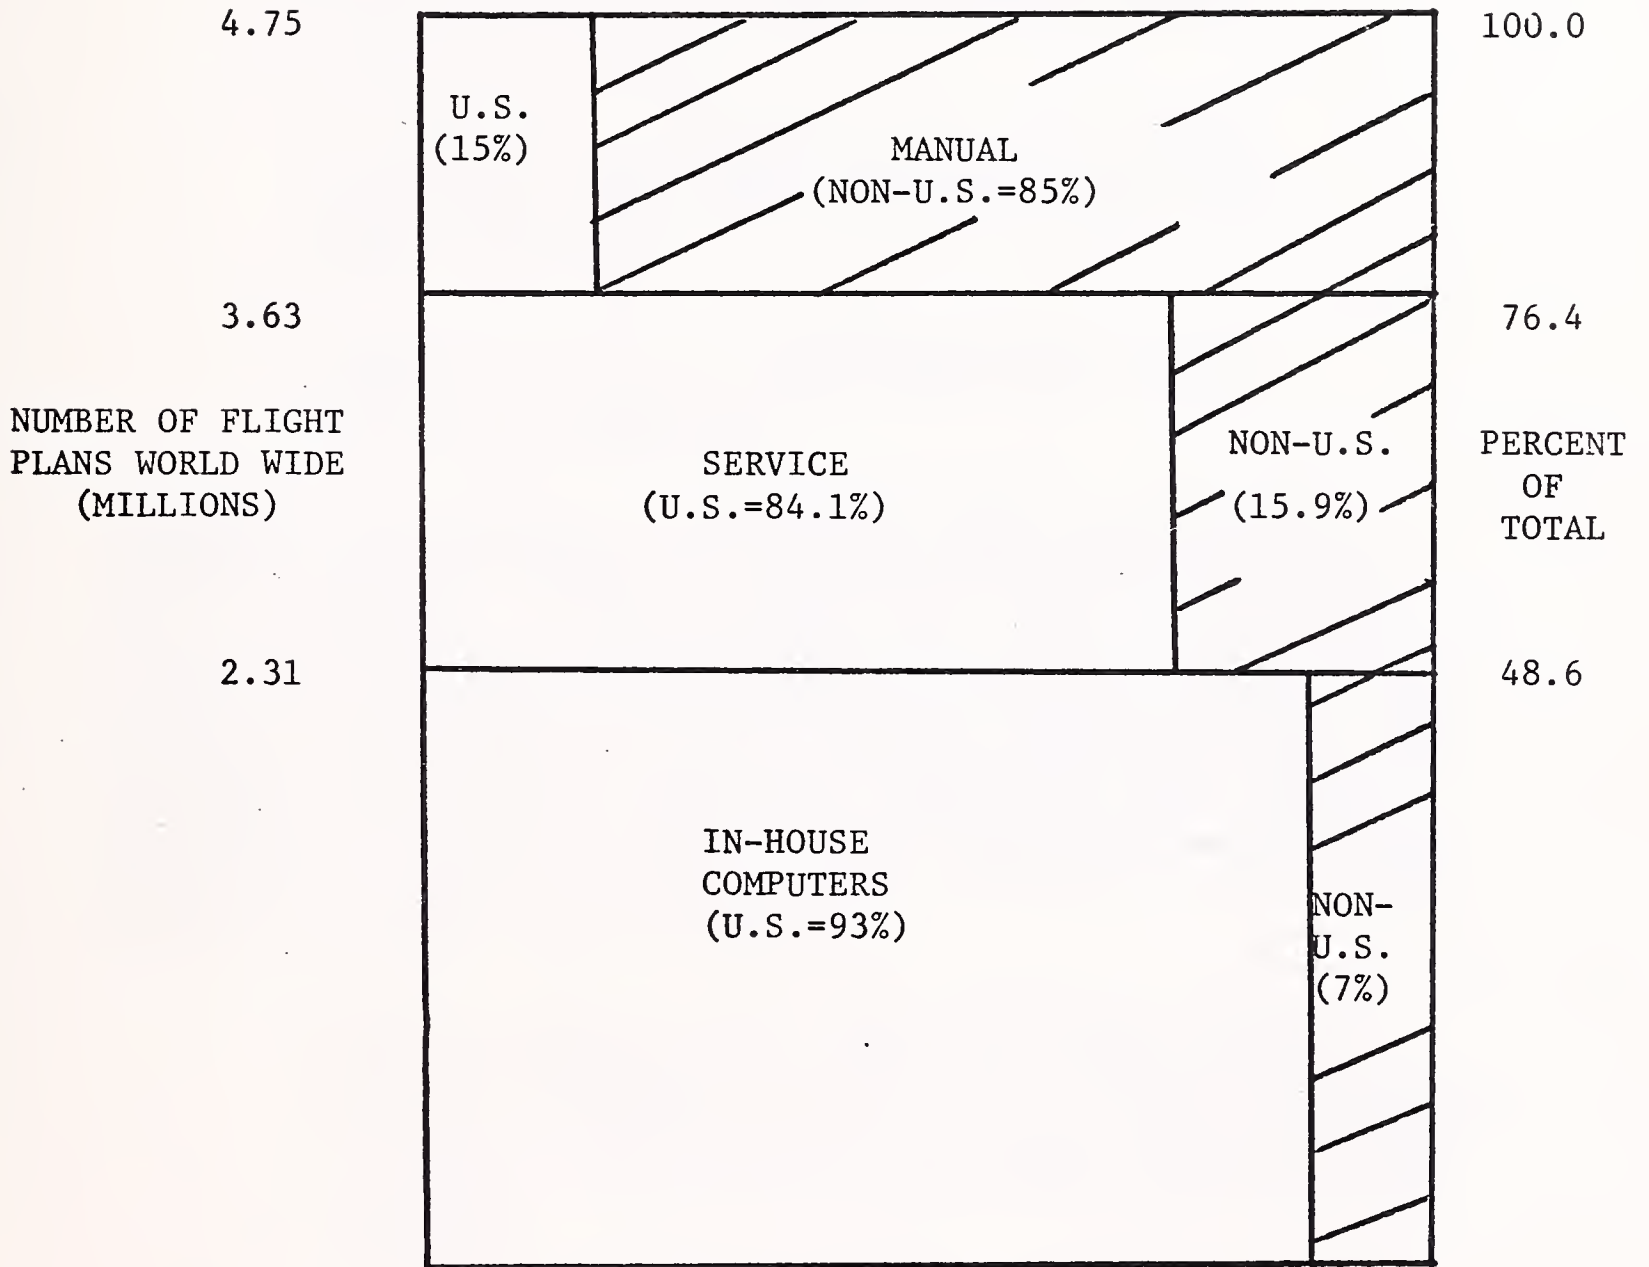 4.75
100.0
U.S.
(15%)
MANUAL
(NON-U.S.=85%)
3.63
76.4
NUMBER OF FLIGHT
PLANS WORLD WIDE
(MILLIONS)
SERVICE
(U.S.=84.1%)
NON-U.S.
(15.9%)
PERCENT
OF
TOTAL
2.31
48.6
IN-HOUSE
COMPUTERS
(U.S.=93%)
NON-
U.S.
(7%)